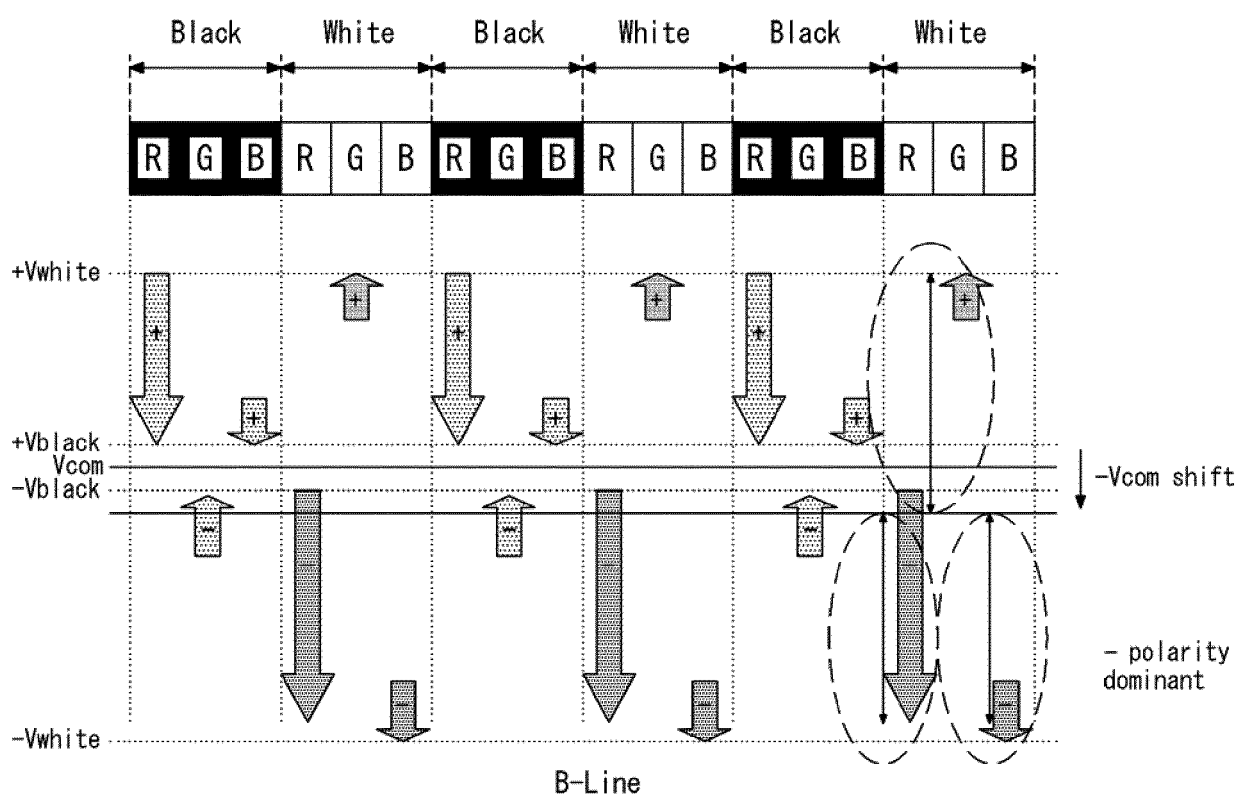 Black White Black White Black White
R G B R G B R G B R G B R G B R G B
+Vwhite
+ + + + + +
+ + +
+Vblack
Vcom
-Vblack
-Vcom shift
- - -
- polarity
dominant
- - -
-Vwhite
B-Line